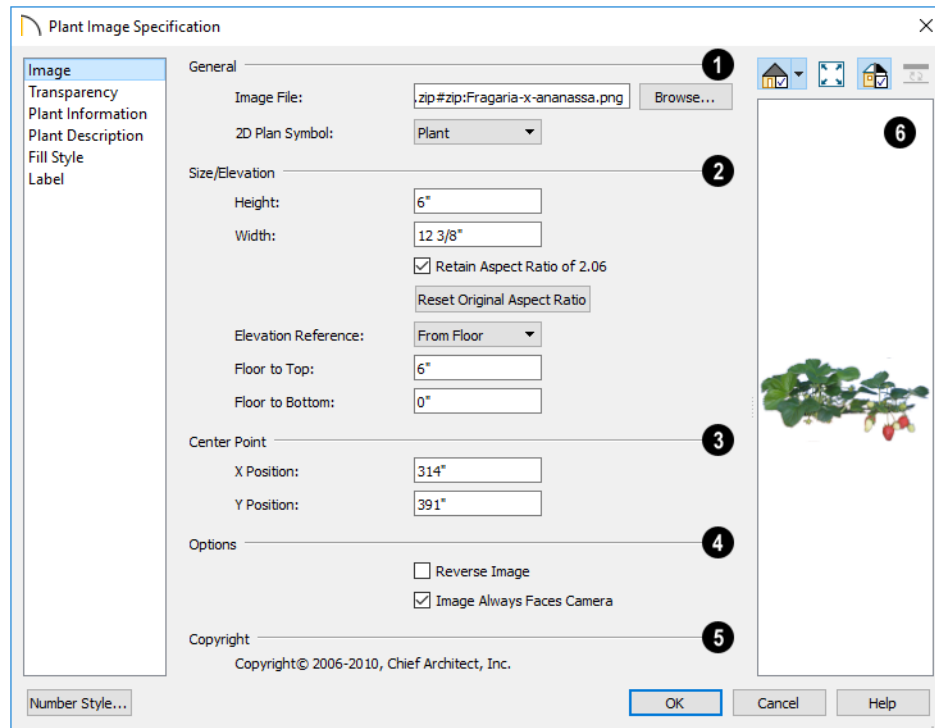 Plant Image Specification
Image
Transparency
Plant Information
Plant Description
Fill Style
Label
General
1
Image File:
.zip#zip:Fragaria-x-ananassa.png
Browse...
2D Plan Symbol:
Plant
Size/Elevation
2
Height:
6"
Width:
12 3/8"
Retain Aspect Ratio of 2.06
Reset Original Aspect Ratio
Elevation Reference:
From Floor
Floor to Top:
6"
Floor to Bottom:
0"
Center Point
3
X Position:
314"
Y Position:
391"
Options
4
Reverse Image
Image Always Faces Camera
Copyright
5
Copyright© 2006-2010, Chief Architect, Inc.
6
Number Style...
OK
Cancel
Help